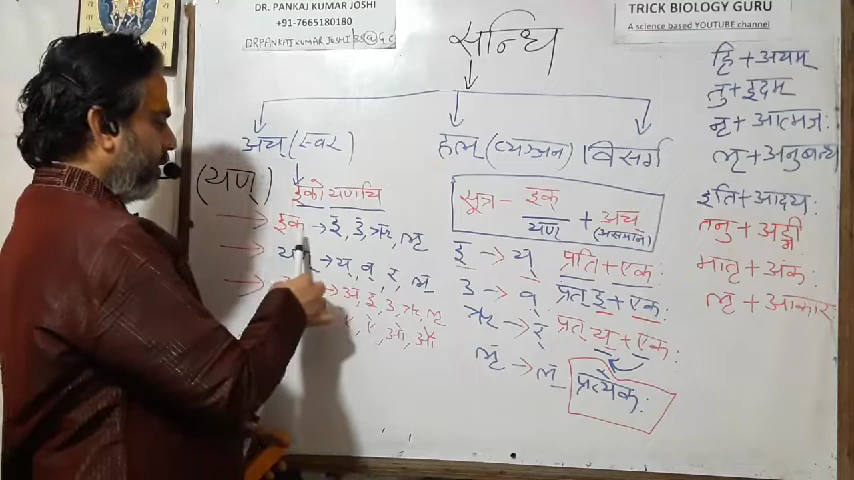 DR. PANKAJ KUMAR JOSHI
+91-7665180180
TRICK BIOLOGY GURU
A science based YOUTUBE channel
सन्धि
अच् (स्वर)
हल् (व्यञ्जन)
विसर्ग
(यण्)
इको यणचि
इक् → इ, उ, ऋ, लृ
→ य्, व्, र्, ल्
→ अ, इ, उ, ऋ, लृ
ऐ, ओ, औ
सूत्र - इक् + अच्
यण् (असमान)
इ → य् प्रति + एक:
उ → व् प्रत् इ + एक:
ऋ → र् प्रत् य् + एक:
लृ → ल् प्रत्येक:
हि + अयम्
तु + इदम्
नृ + आत्मज:
लृ + अनुबन्ध
इति + आदय:
तनु + अङ्गी
मातृ + अंक:
लृ + आकार: